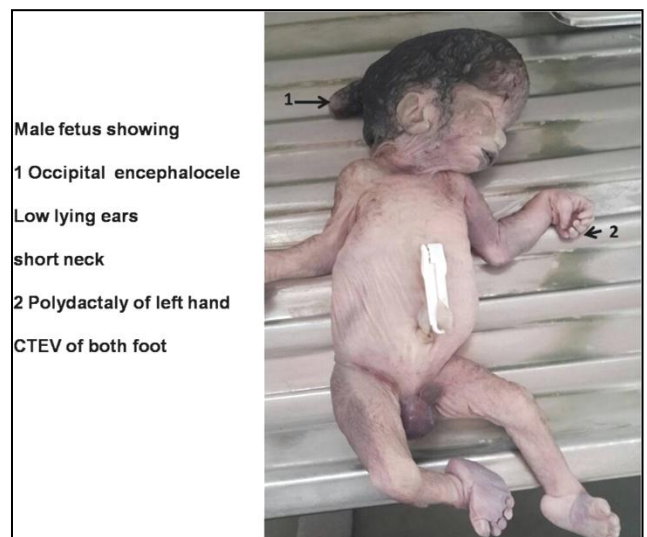 Male fetus showing
1 Occipital encephalocele
Low lying ears
short neck
2 Polydactaly of left hand
CTEV of both foot
1
2